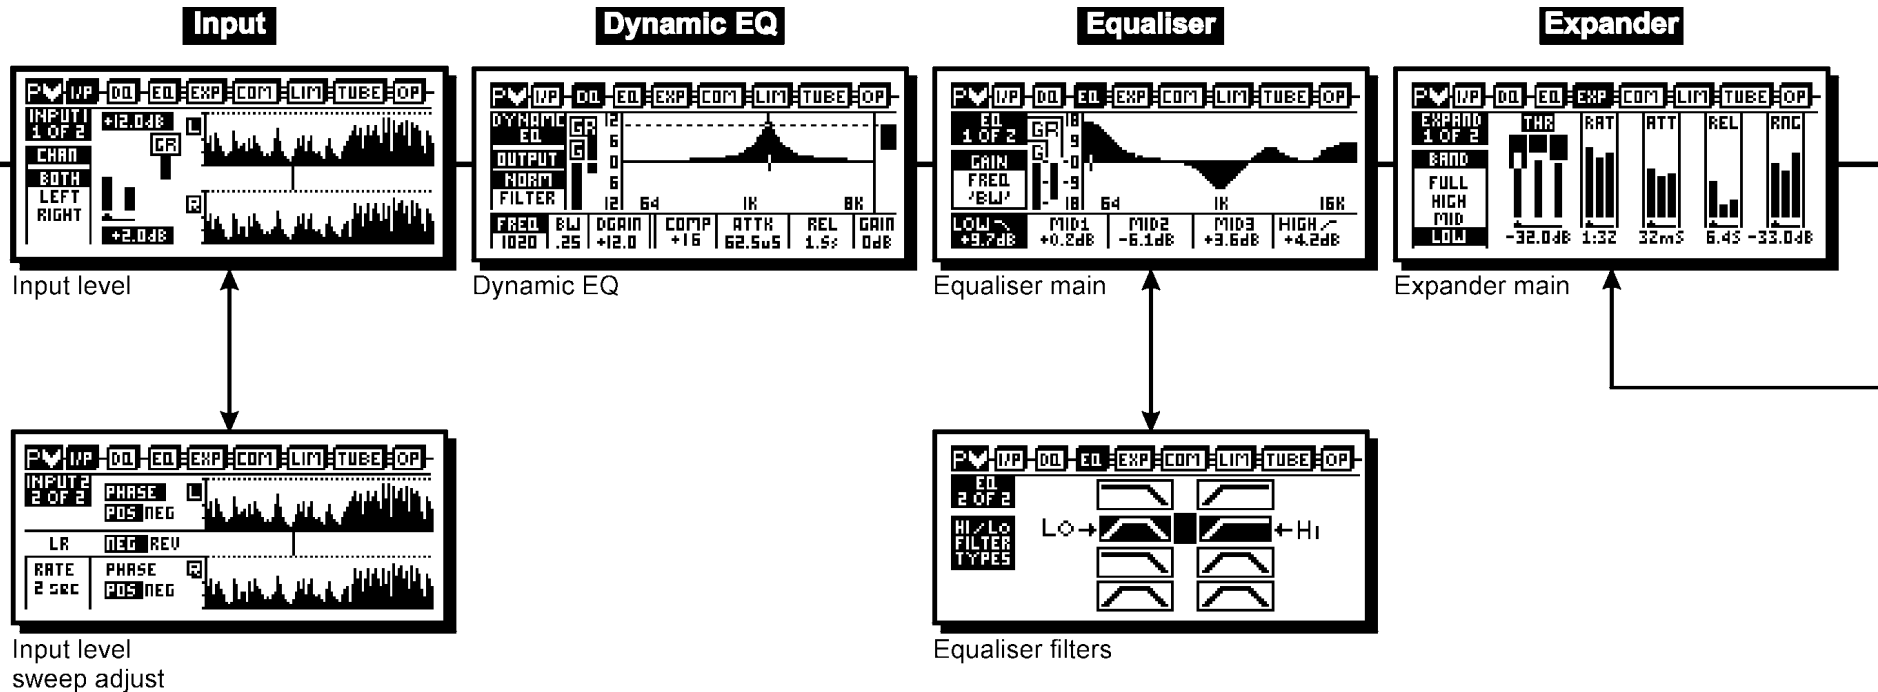 Input
Dynamic EQ
Equaliser
Expander
P I/P DQ EQ EXP COM LIM TUBE OP
INPUT1
1 OF 2
+12.0dB
L
GR
CHAN
BOTH
LEFT
RIGHT
R
+2.0dB
Input level
P I/P DQ EQ EXP COM LIM TUBE OP
DYNAMC
EQ
GR
G
12
6
0
6
12
OUTPUT
NORM
FILTER
64 1K 8K
FREQ BW DGAIN COMP ATTK REL GAIN
1020 .25 +12.0 +16 62.5uS 1.5s 0dB
Dynamic EQ
P I/P DQ EQ EXP COM LIM TUBE OP
EQ
1 OF 2
GR
G
18
9
-0
-9
18
GAIN
FREQ
/BW/
64 1K 16K
LOW MID1 MID2 MID3 HIGH
+9.7dB +0.2dB -6.1dB +3.6dB +4.2dB
Equaliser main
P I/P DQ EQ EXP COM LIM TUBE OP
EXPAND
1 OF 2
THR RAT ATT REL RNG
BAND
FULL
HIGH
MID
LOW
-32.0dB 1:32 32mS 6.4S -33.0dB
Expander main
P I/P DQ EQ EXP COM LIM TUBE OP
INPUT2
2 OF 2
PHASE
L
POS NEG
LR
NEG REV
RATE
2 SEC
PHASE
R
POS NEG
Input level
sweep adjust
P I/P DQ EQ EXP COM LIM TUBE OP
EQ
2 OF 2
HI/LO
FILTER
TYPES
LO
HI
Equaliser filters